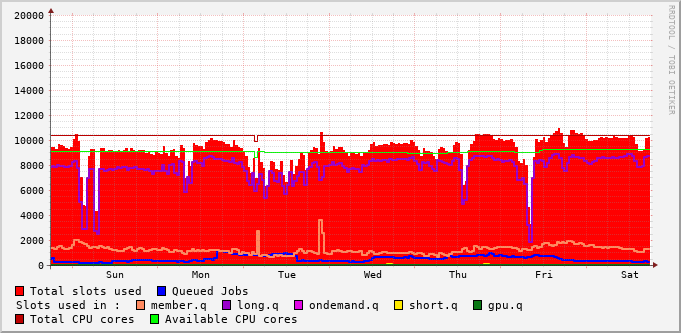 20000
18000
16000
14000
12000
10000
8000
6000
4000
2000
0
Sun Mon Tue Wed Thu Fri Sat
RRDTOOL / TOBI OETIKER
Total slots used Queued Jobs
Slots used in : member.q long.q ondemand.q short.q gpu.q
Total CPU cores Available CPU cores